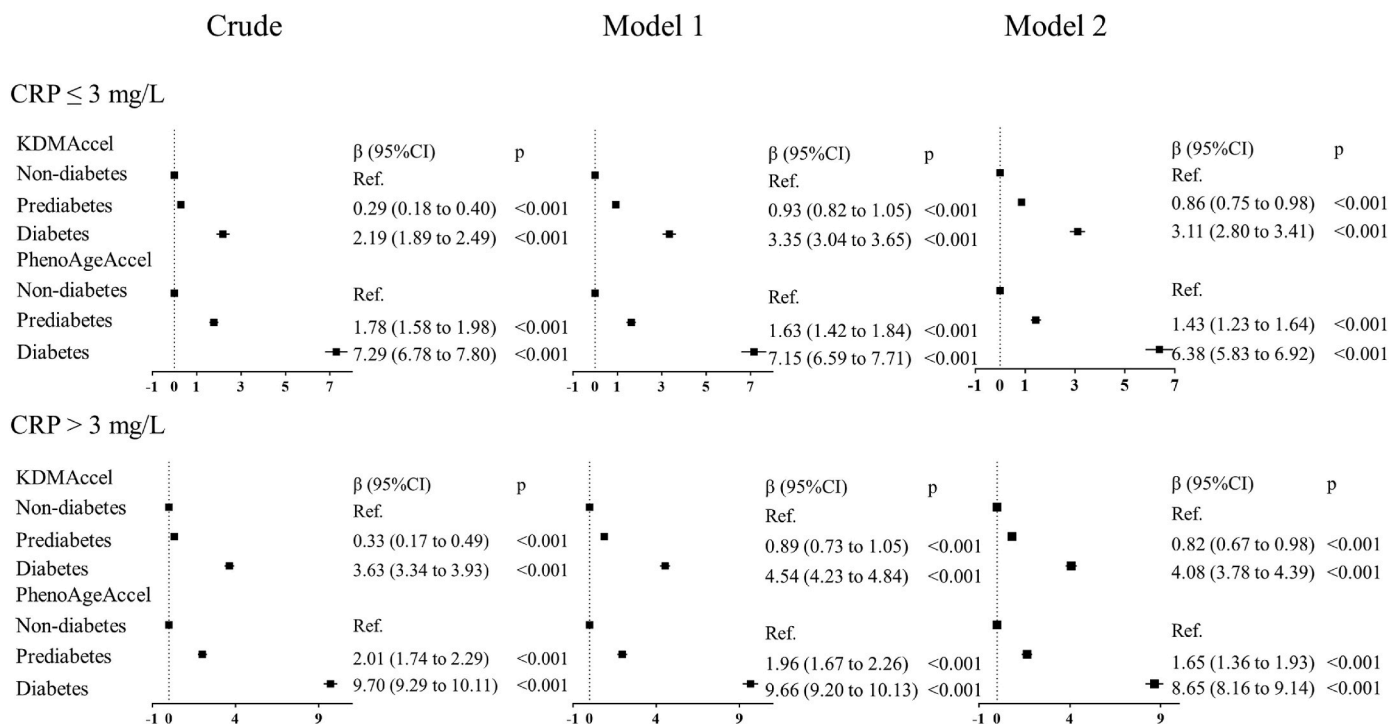 Crude Model 1 Model 2
CRP ≤ 3 mg/L
KDMAccel β (95%CI) p β (95%CI) p β (95%CI) p
Non-diabetes Ref. Ref. Ref.
Prediabetes 0.29 (0.18 to 0.40) <0.001 0.93 (0.82 to 1.05) <0.001 0.86 (0.75 to 0.98) <0.001
Diabetes 2.19 (1.89 to 2.49) <0.001 3.35 (3.04 to 3.65) <0.001 3.11 (2.80 to 3.41) <0.001
PhenoAgeAccel
Non-diabetes Ref. Ref. Ref.
Prediabetes 1.78 (1.58 to 1.98) <0.001 1.63 (1.42 to 1.84) <0.001 1.43 (1.23 to 1.64) <0.001
Diabetes 7.29 (6.78 to 7.80) <0.001 7.15 (6.59 to 7.71) <0.001 6.38 (5.83 to 6.92) <0.001
-1 0 1 3 5 7 -1 0 1 3 5 7 -1 0 1 3 5 7
CRP > 3 mg/L
KDMAccel β (95%CI) p β (95%CI) p β (95%CI) p
Non-diabetes Ref. Ref. Ref.
Prediabetes 0.33 (0.17 to 0.49) <0.001 0.89 (0.73 to 1.05) <0.001 0.82 (0.67 to 0.98) <0.001
Diabetes 3.63 (3.34 to 3.93) <0.001 4.54 (4.23 to 4.84) <0.001 4.08 (3.78 to 4.39) <0.001
PhenoAgeAccel
Non-diabetes Ref. Ref. Ref.
Prediabetes 2.01 (1.74 to 2.29) <0.001 1.96 (1.67 to 2.26) <0.001 1.65 (1.36 to 1.93) <0.001
Diabetes 9.70 (9.29 to 10.11) <0.001 9.66 (9.20 to 10.13) <0.001 8.65 (8.16 to 9.14) <0.001
-1 0 4 9 -1 0 4 9 -1 0 4 9